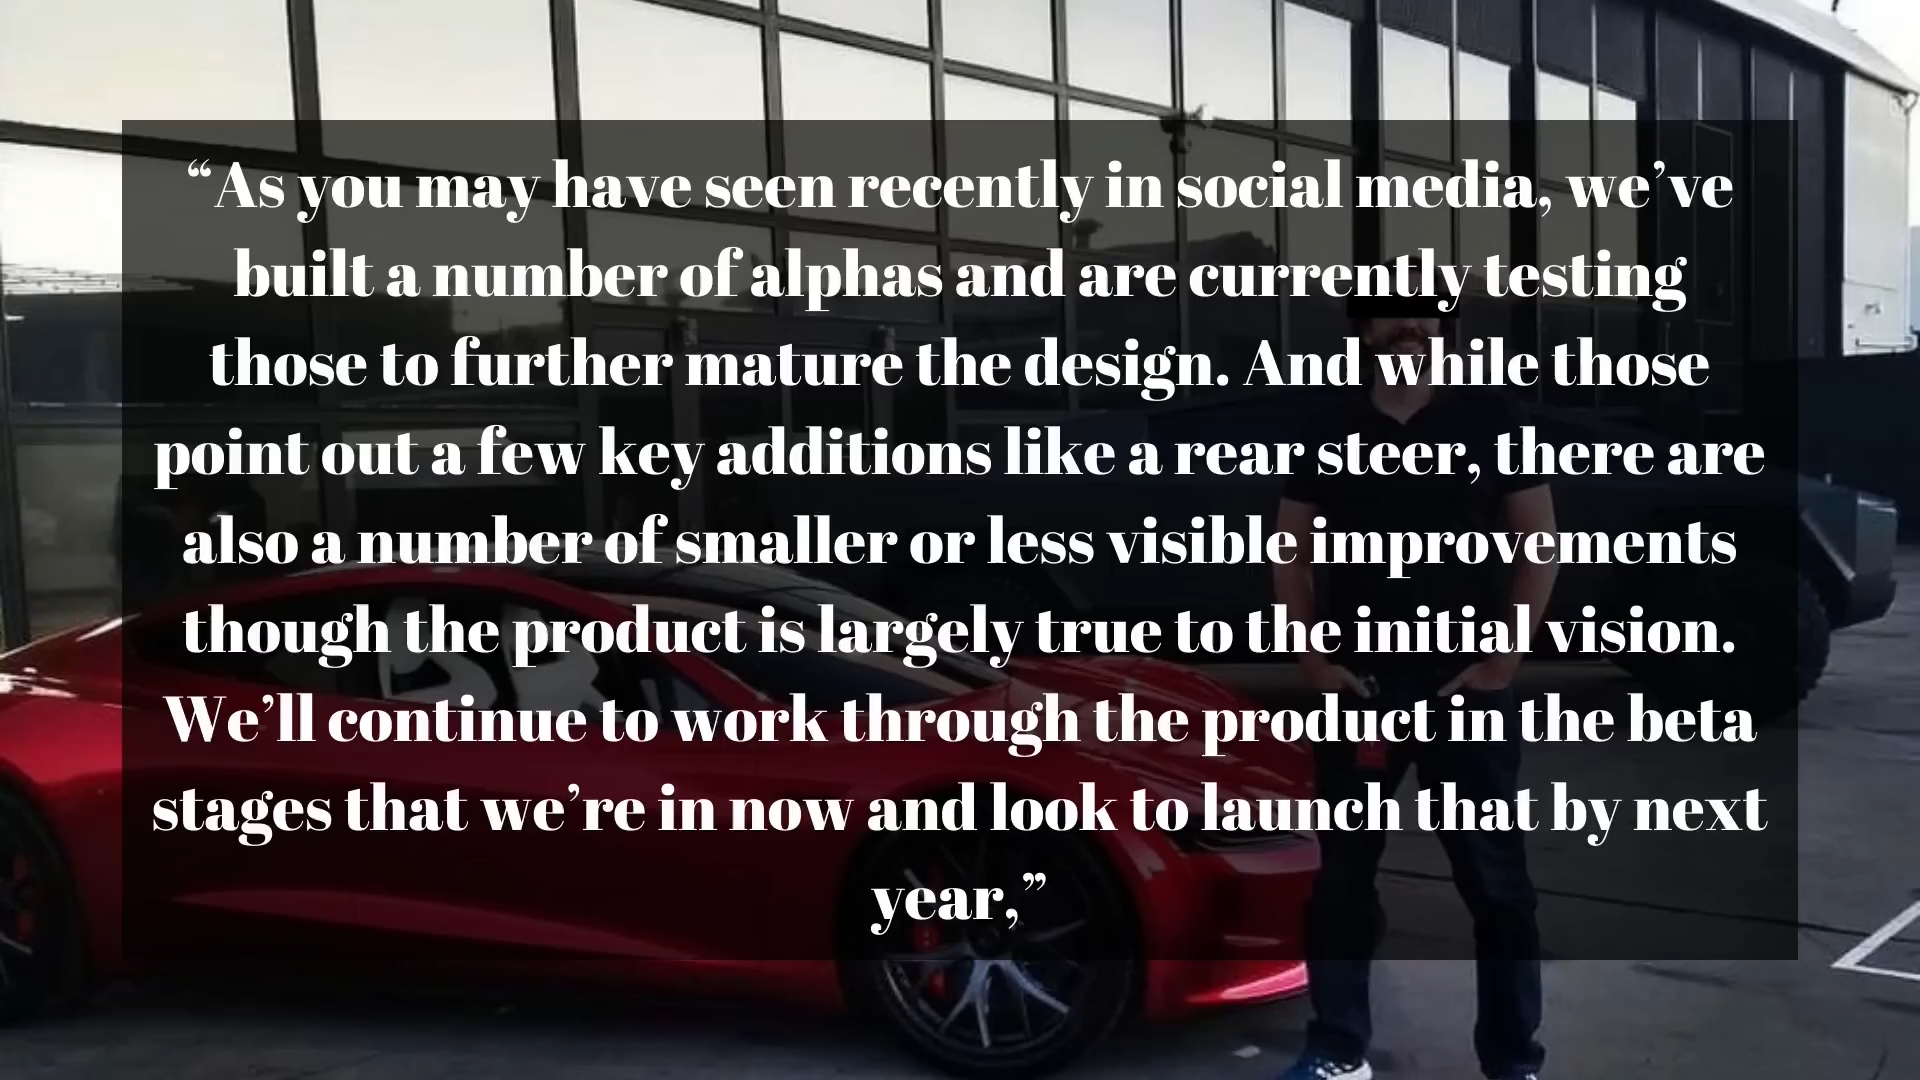 “As you may have seen recently in social media, we’ve
built a number of alphas and are currently testing
those to further mature the design. And while those
point out a few key additions like a rear steer, there are
also a number of smaller or less visible improvements
though the product is largely true to the initial vision.
We’ll continue to work through the product in the beta
stages that we’re in now and look to launch that by next
year,”